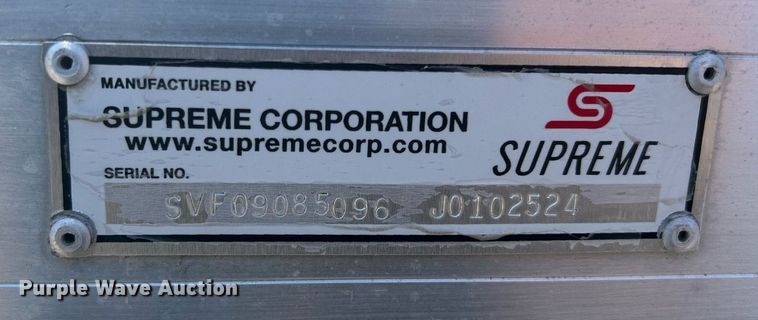 MANUFACTURED BY
SUPREME CORPORATION
www.supremecorp.com
SUPREME
SERIAL NO.
SVF09085096 J0102524
Purple Wave Auction